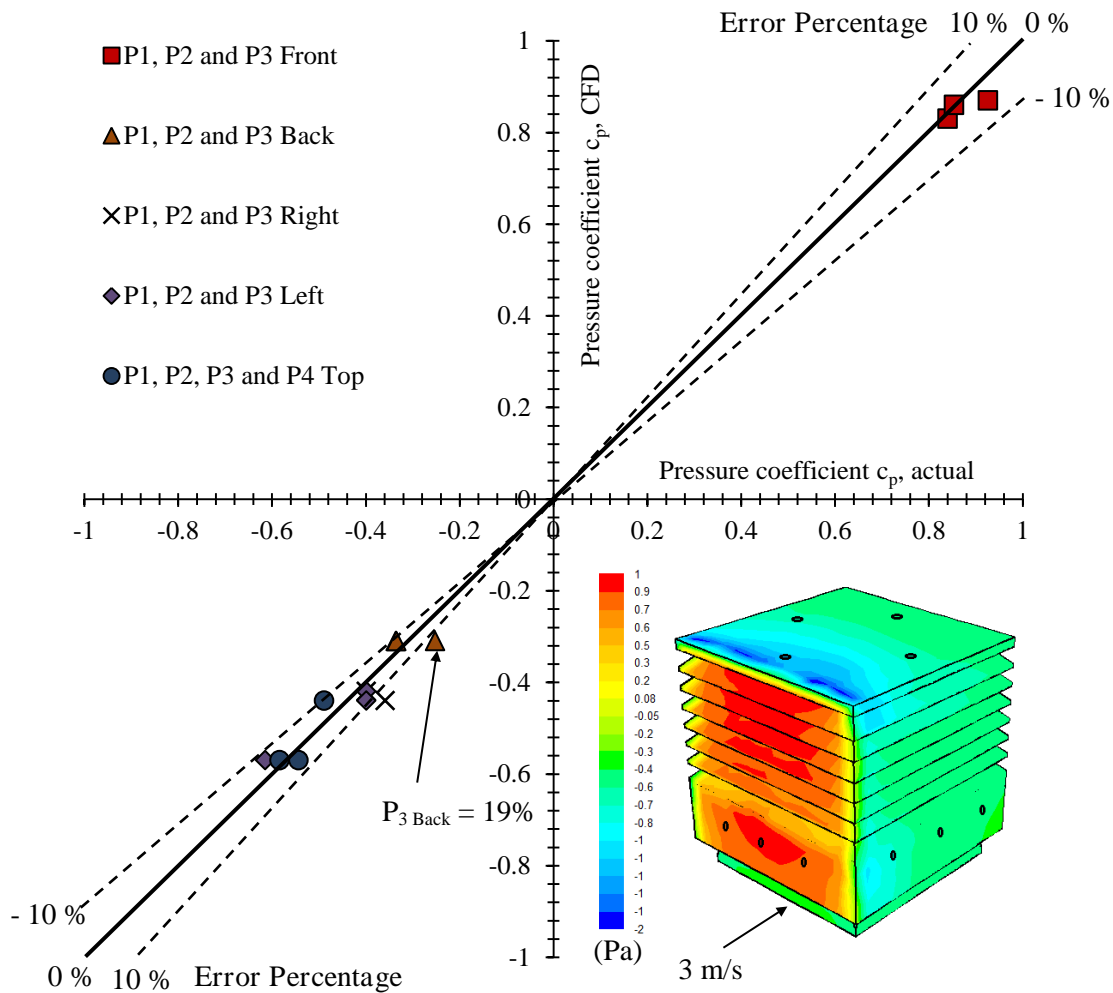 Error Percentage 10 % 0 %
- 10 %
P1, P2 and P3 Front
P1, P2 and P3 Back
P1, P2 and P3 Right
P1, P2 and P3 Left
P1, P2, P3 and P4 Top
Pressure coefficient cp, CFD
1
0.8
0.6
0.4
0.2
0
-0.2
-0.4
-0.6
-0.8
-1
Pressure coefficient cp, actual
-1 -0.8 -0.6 -0.4 -0.2 0 0.2 0.4 0.6 0.8 1
P3 Back = 19%
- 10 %
0 % 10 % Error Percentage
1
0.9
0.7
0.5
0.3
0.2
0.08
-0.05
-0.2
-0.3
-0.4
-0.6
-0.7
-0.8
-1
-1
-1
-1
-2
(Pa)
3 m/s